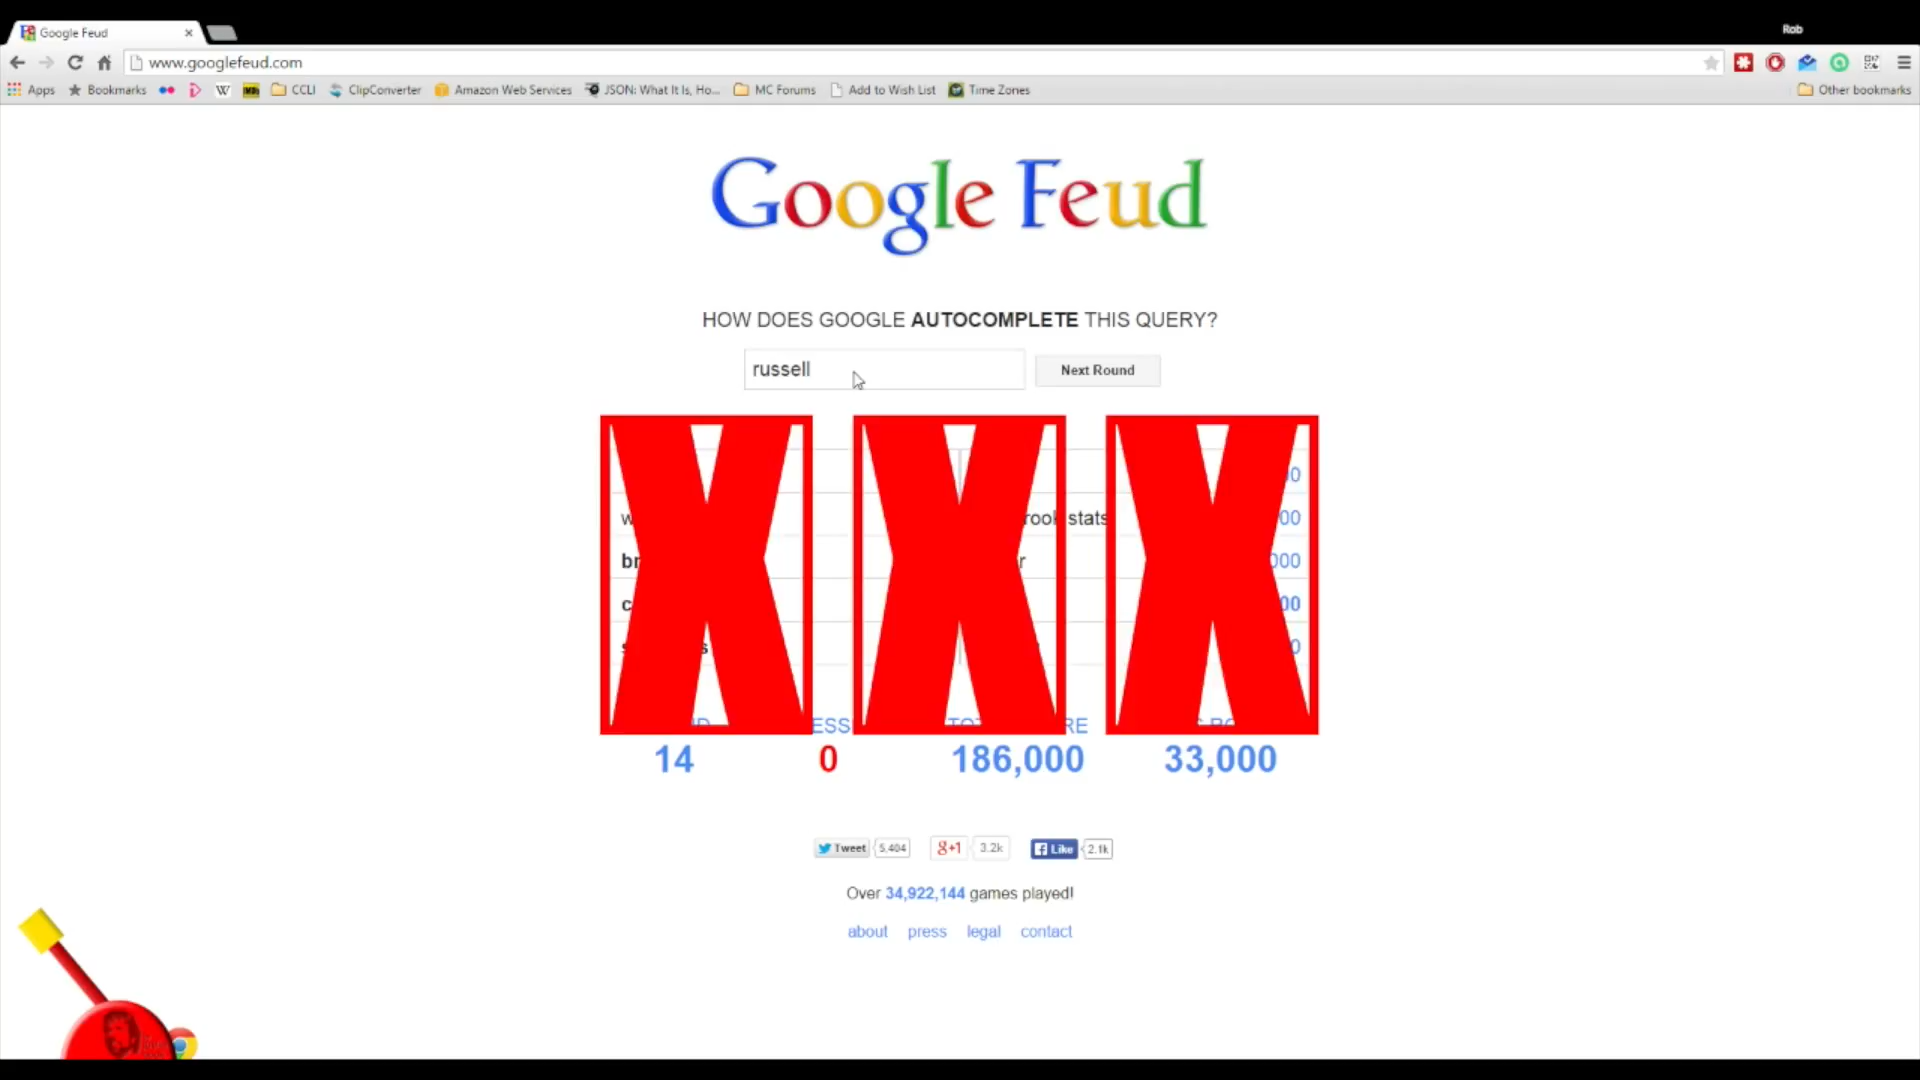 Google Feud
Rob
www.googlefeud.com
Apps Bookmarks W IMDb CCLI ClipConverter Amazon Web Services JSON: What It Is, Ho... MC Forums Add to Wish List Time Zones Other bookmarks
Google Feud
HOW DOES GOOGLE AUTOCOMPLETE THIS QUERY?
russell Next Round
X X X
stats
14 0 186,000 33,000
Tweet 5,404 g+1 3.2k Like 2.1k
Over 34,922,144 games played!
about press legal contact